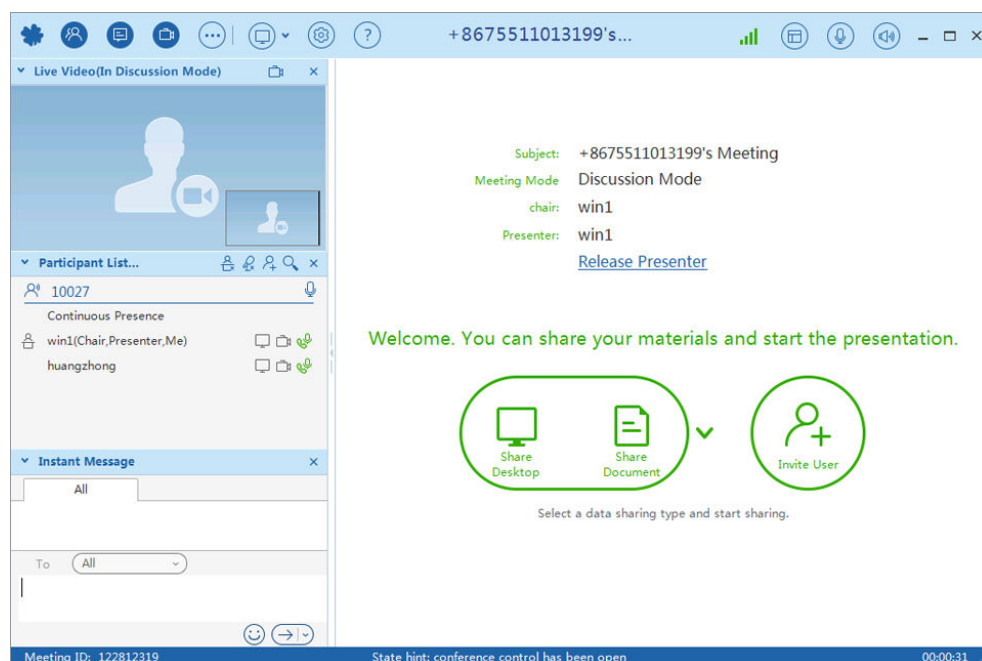 +8675511013199's...
Live Video(In Discussion Mode)
Participant List...
10027
Continuous Presence
win1(Chair,Presenter,Me)
huangzhong
Instant Message
All
To All
Subject: +8675511013199's Meeting
Meeting Mode Discussion Mode
chair: win1
Presenter: win1
Release Presenter
Welcome. You can share your materials and start the presentation.
Share
Desktop
Share
Document
Invite User
Select a data sharing type and start sharing.
Meeting ID: 122812319 State hint: conference control has been open 00:00:31